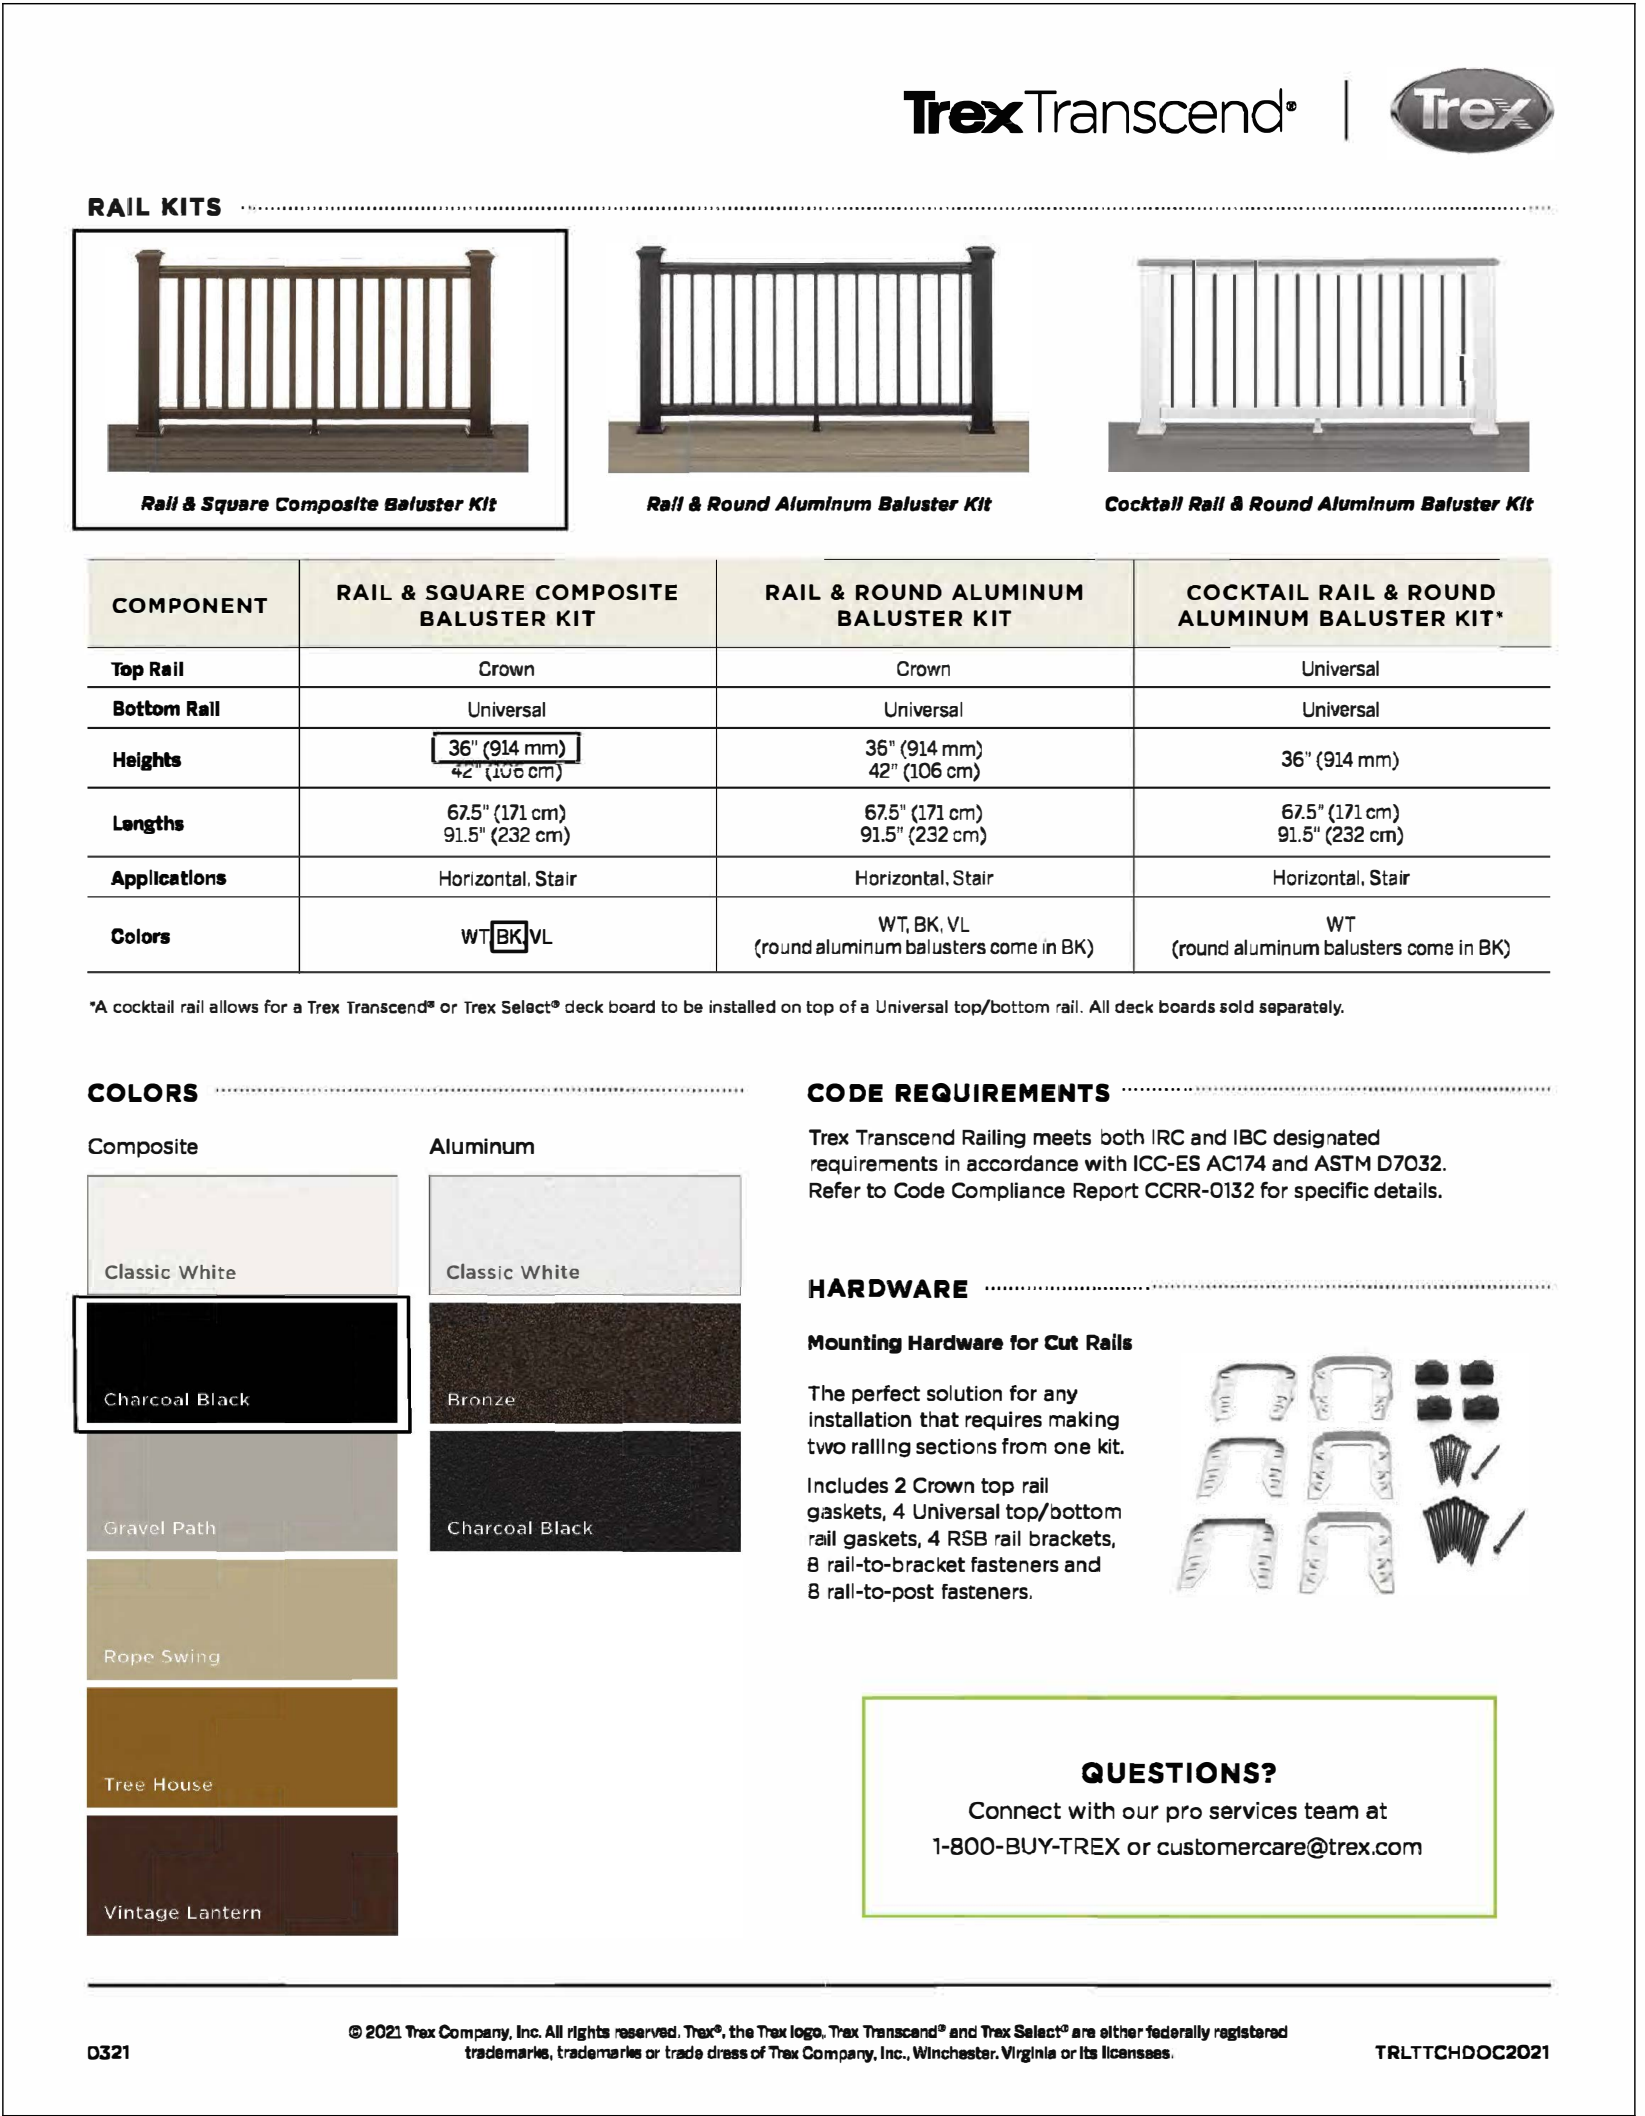 TrexTranscend® | Trex
RAIL KITS
Rail & Square Composite Baluster Kit
Rail & Round Aluminum Baluster Kit
Cocktail Rail & Round Aluminum Baluster Kit
COMPONENT
RAIL & SQUARE COMPOSITE
BALUSTER KIT
RAIL & ROUND ALUMINUM
BALUSTER KIT
COCKTAIL RAIL & ROUND
ALUMINUM BALUSTER KIT*
Top Rail Crown Crown Universal
Bottom Rail Universal Universal Universal
Heights
36" (914 mm)
42" (106 cm)
36" (914 mm)
42" (106 cm)
36" (914 mm)
Lengths
67.5" (171 cm)
91.5" (232 cm)
67.5" (171 cm)
91.5" (232 cm)
67.5" (171 cm)
91.5" (232 cm)
Applications Horizontal, Stair Horizontal, Stair Horizontal, Stair
Colors
WT, BK, VL
WT, BK, VL
(round aluminum balusters come in BK)
WT
(round aluminum balusters come in BK)
*A cocktail rail allows for a Trex Transcend® or Trex Select® deck board to be installed on top of a Universal top/bottom rail. All deck boards sold separately.
COLORS
Composite
Classic White
Charcoal Black
Gravel Path
Rope Swing
Tree House
Vintage Lantern
Aluminum
Classic White
Bronze
Charcoal Black
CODE REQUIREMENTS
Trex Transcend Railing meets both IRC and IBC designated
requirements in accordance with ICC-ES AC174 and ASTM D7032.
Refer to Code Compliance Report CCRR-0132 for specific details.
HARDWARE
Mounting Hardware for Cut Rails
The perfect solution for any
installation that requires making
two railing sections from one kit.
Includes 2 Crown top rail
gaskets, 4 Universal top/bottom
rail gaskets, 4 RSB rail brackets,
8 rail-to-bracket fasteners and
8 rail-to-post fasteners.
QUESTIONS?
Connect with our pro services team at
1-800-BUY-TREX or customercare@trex.com
© 2021 Trex Company, Inc. All rights reserved. Trex®, the Trex logo, Trex Transcend® and Trex Select® are either federally registered
trademarks, trademarks or trade dress of Trex Company, Inc., Winchester, Virginia or its licensees.
D321
TRLTTCHDOC2021